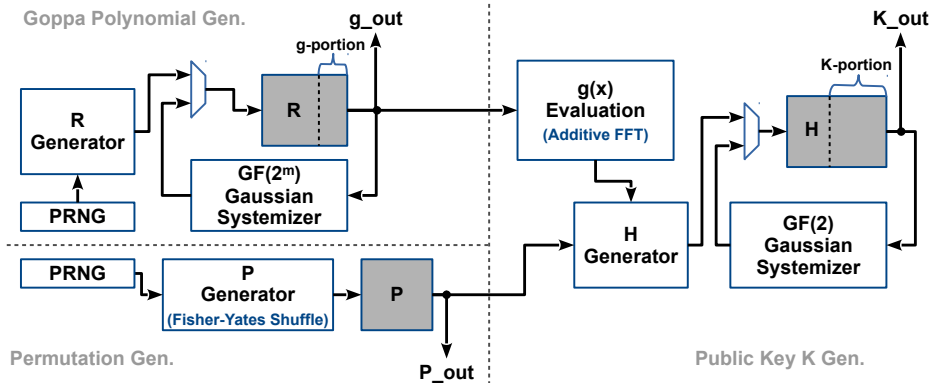 Goppa Polynomial Gen.
g_out
K_out
g-portion
K-portion
R
Generator
R
g(x)
Evaluation
(Additive FFT)
H
PRNG
GF(2ᵐ)
Gaussian
Systemizer
H
Generator
GF(2)
Gaussian
Systemizer
PRNG
P
Generator
(Fisher-Yates Shuffle)
P
Permutation Gen.
P_out
Public Key K Gen.